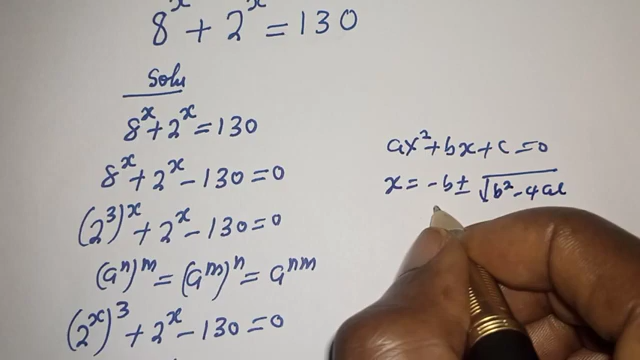 8^x + 2^x = 130
Solu
8^x + 2^x = 130
8^x + 2^x - 130 = 0
(2^3)^x + 2^x - 130 = 0
(a^n)^m = (a^m)^n = a^{nm}
(2^x)^3 + 2^x - 130 = 0
ax^2 + bx + c = 0
x = -b ± √(b^2 - 4ac)